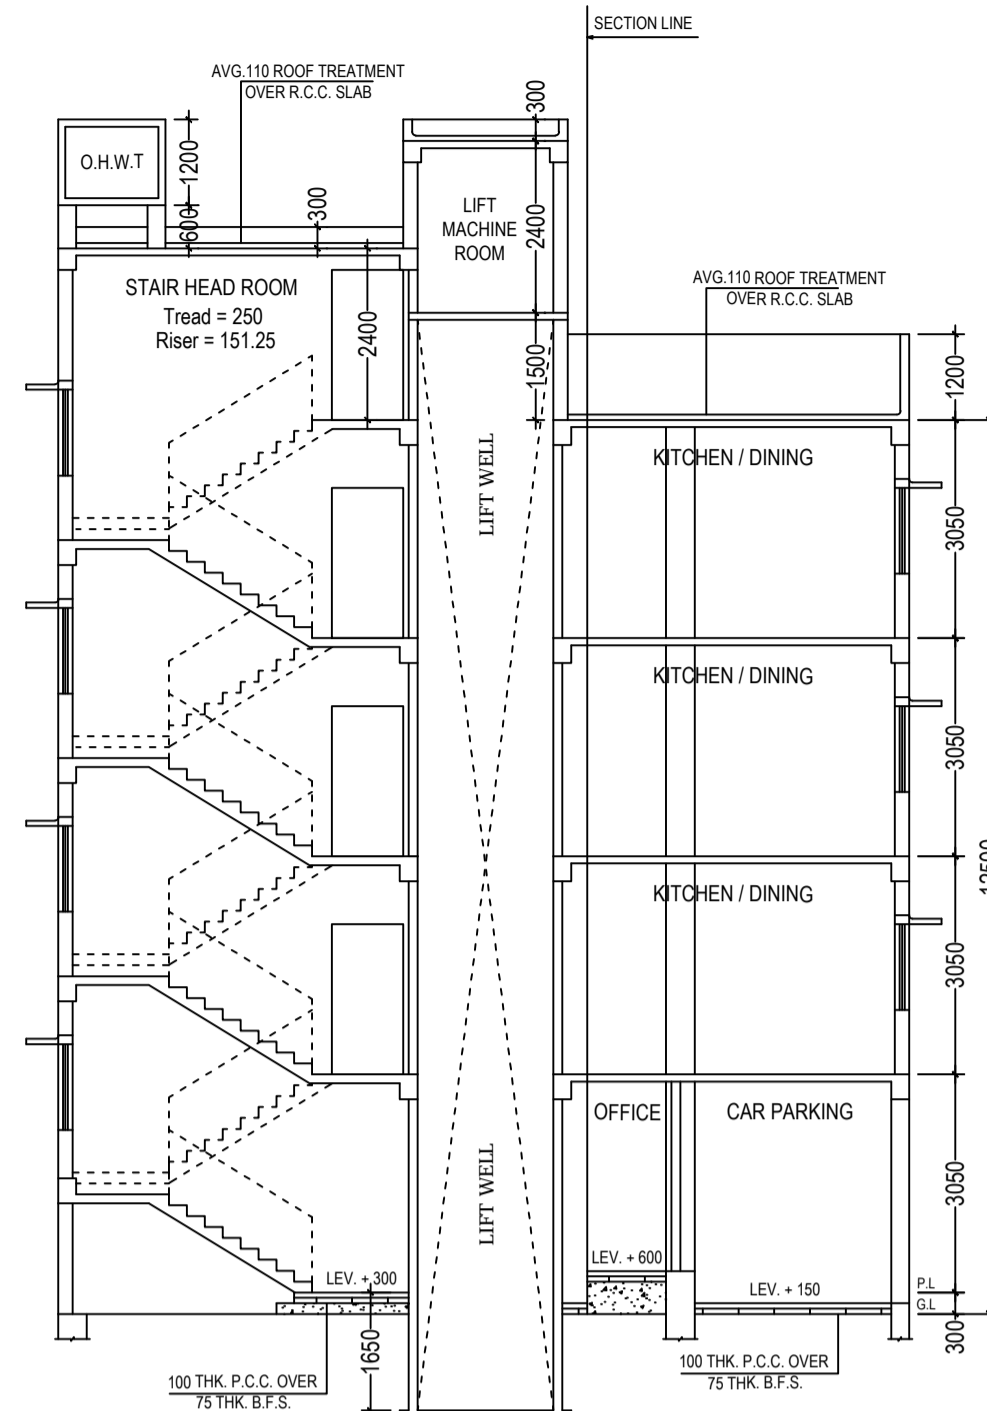 SECTION LINE
AVG.110 ROOF TREATMENT
OVER R.C.C. SLAB
300
O.H.W.T
1200
600
300
LIFT
MACHINE
ROOM
2400
STAIR HEAD ROOM
Tread = 250
Riser = 151.25
2400
AVG.110 ROOF TREATMENT
OVER R.C.C. SLAB
1500
1200
LIFT WELL
KITCHEN / DINING
3050
KITCHEN / DINING
3050
KITCHEN / DINING
3050
OFFICE
CAR PARKING
LIFT WELL
3050
LEV. + 600
LEV. + 300
LEV. + 150
P.L
G.L
300
1650
100 THK. P.C.C. OVER
75 THK. B.F.S.
100 THK. P.C.C. OVER
75 THK. B.F.S.